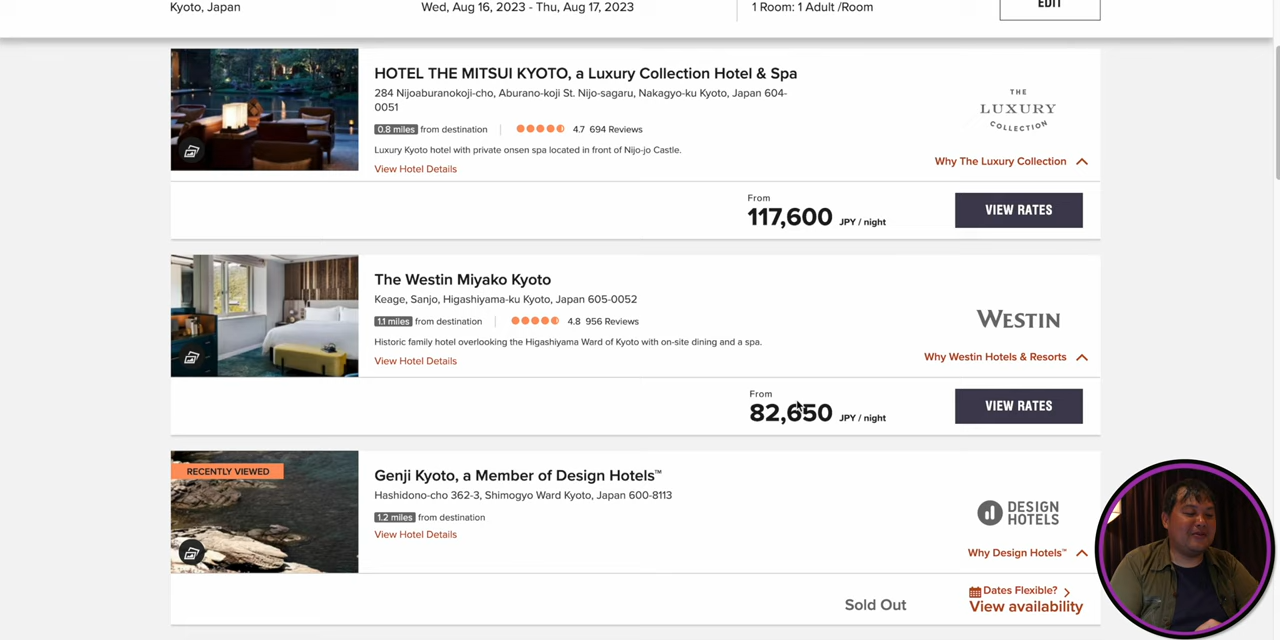 Kyoto, Japan
Wed, Aug 16, 2023 - Thu, Aug 17, 2023
1 Room: 1 Adult /Room
EDIT
HOTEL THE MITSUI KYOTO, a Luxury Collection Hotel & Spa
284 Nijoaburanokoji-cho, Aburano-koji St. Nijo-sagaru, Nakagyo-ku Kyoto, Japan 604-
0051
0.8 miles from destination
4.7 694 Reviews
Luxury Kyoto hotel with private onsen spa located in front of Nijo-jo Castle.
View Hotel Details
THE
LUXURY
COLLECTION
Why The Luxury Collection
From
117,600 JPY / night
VIEW RATES
The Westin Miyako Kyoto
Keage, Sanjo, Higashiyama-ku Kyoto, Japan 605-0052
1.1 miles from destination
4.8 956 Reviews
Historic family hotel overlooking the Higashiyama Ward of Kyoto with on-site dining and a spa.
View Hotel Details
WESTIN
Why Westin Hotels & Resorts
From
82,650 JPY / night
VIEW RATES
RECENTLY VIEWED
Genji Kyoto, a Member of Design Hotels™
Hashidono-cho 362-3, Shimogyo Ward Kyoto, Japan 600-8113
1.2 miles from destination
View Hotel Details
DESIGN
HOTELS
Why Design Hotels™
Sold Out
Dates Flexible?
View availability